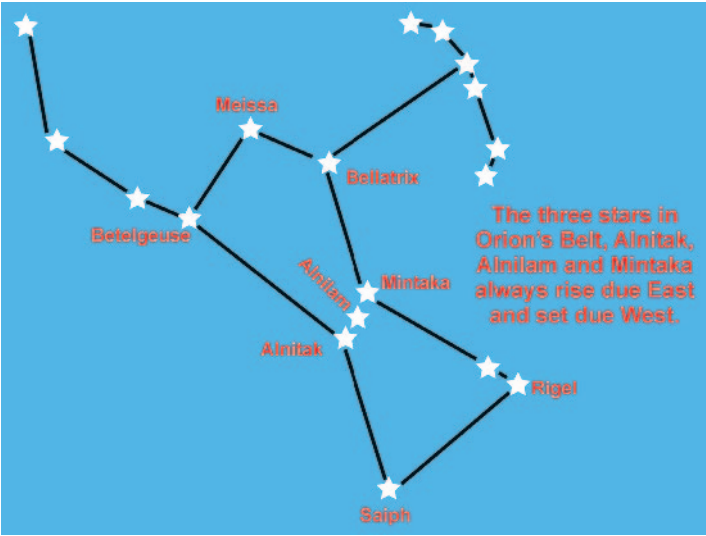 Meissa
Bellatrix
Betelgeuse
Alnilam
Mintaka
Alnitak
Rigel
Saiph
The three stars in
Orion's Belt, Alnitak,
Alnilam and Mintaka
always rise due East
and set due West.